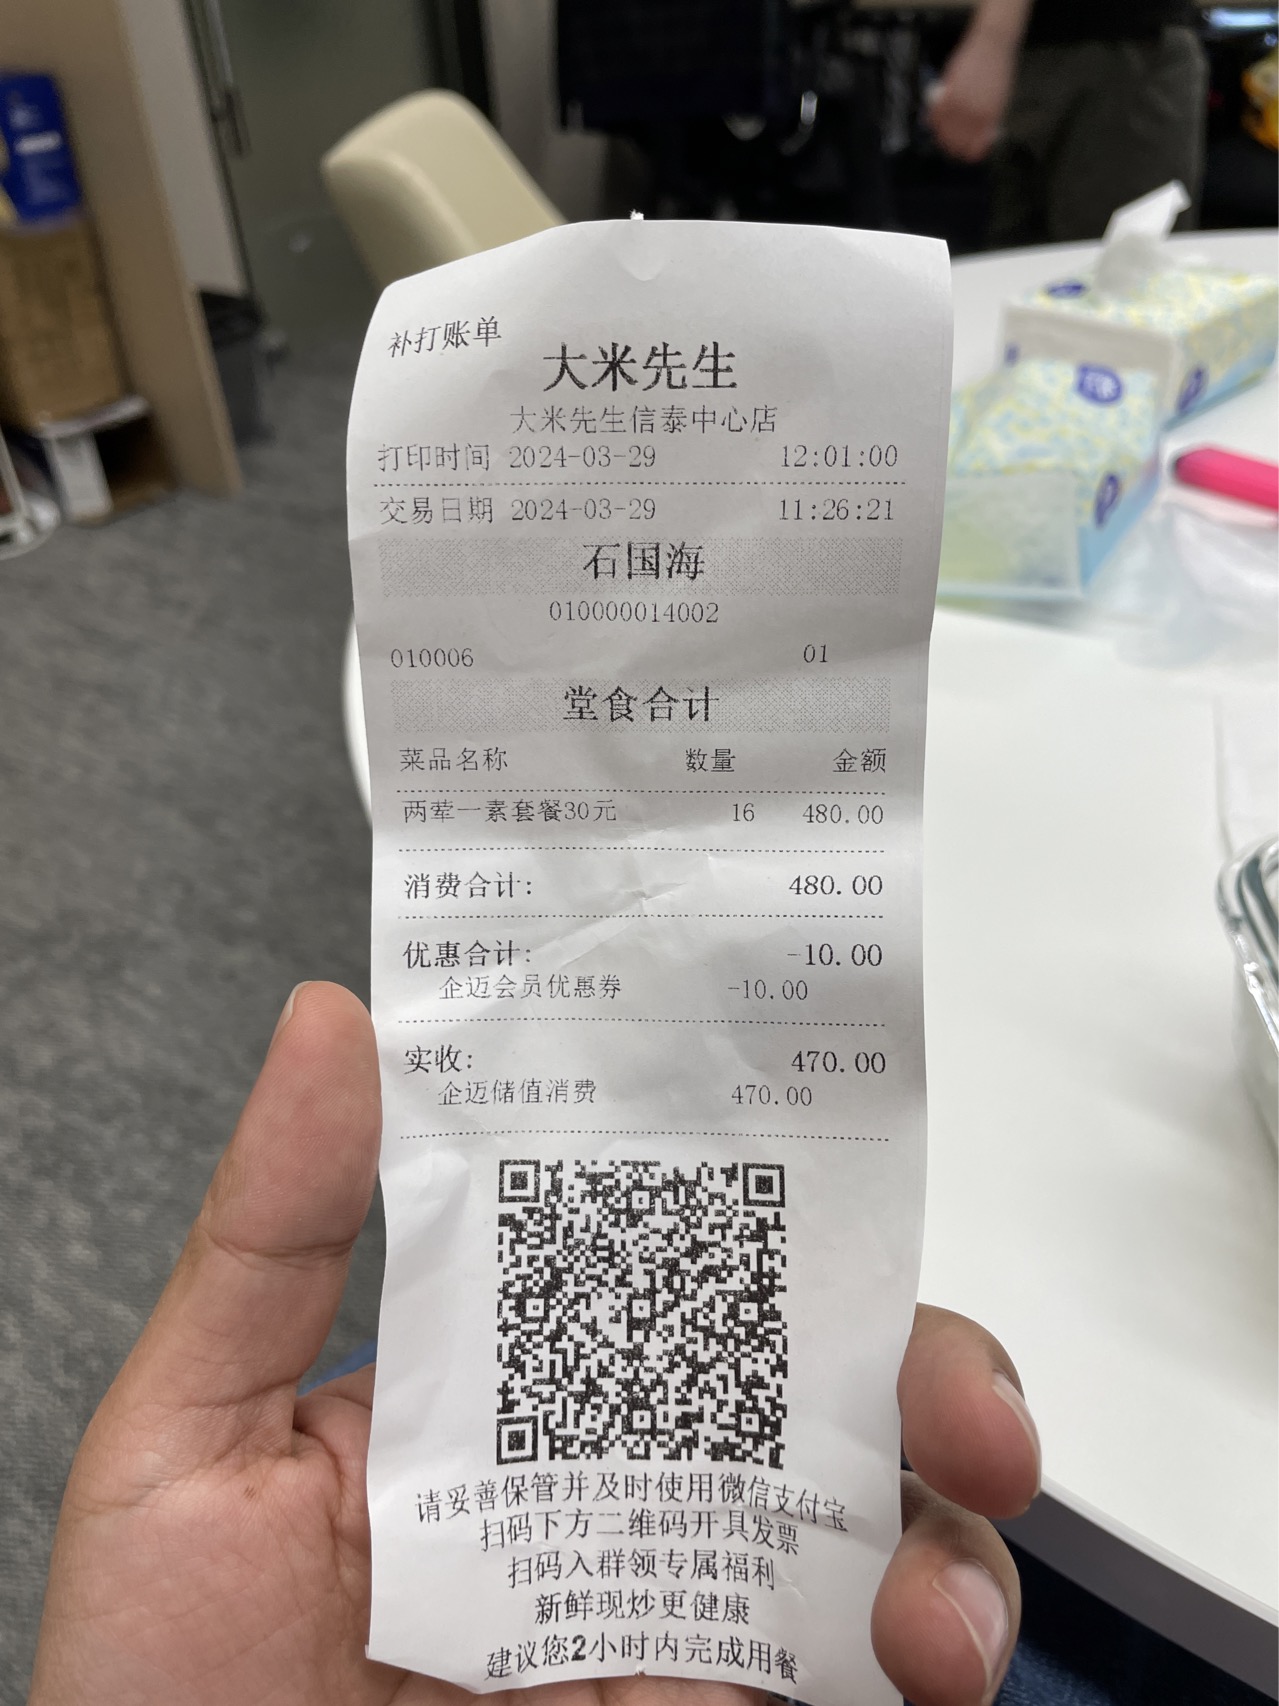 补打账单
大米先生
大米先生信泰中心店
打印时间 2024-03-29 12:01:00
交易日期 2024-03-29 11:26:21
石国海
010000014002
010006 01
堂食合计
菜品名称 数量 金额
两荤一素套餐30元 16 480.00
消费合计: 480.00
优惠合计: -10.00
企迈会员优惠券 -10.00
实收: 470.00
企迈储值消费 470.00
请妥善保管并及时使用微信支付宝
扫码下方二维码开具发票
扫码入群领专属福利
新鲜现炒更健康
建议您2小时内完成用餐